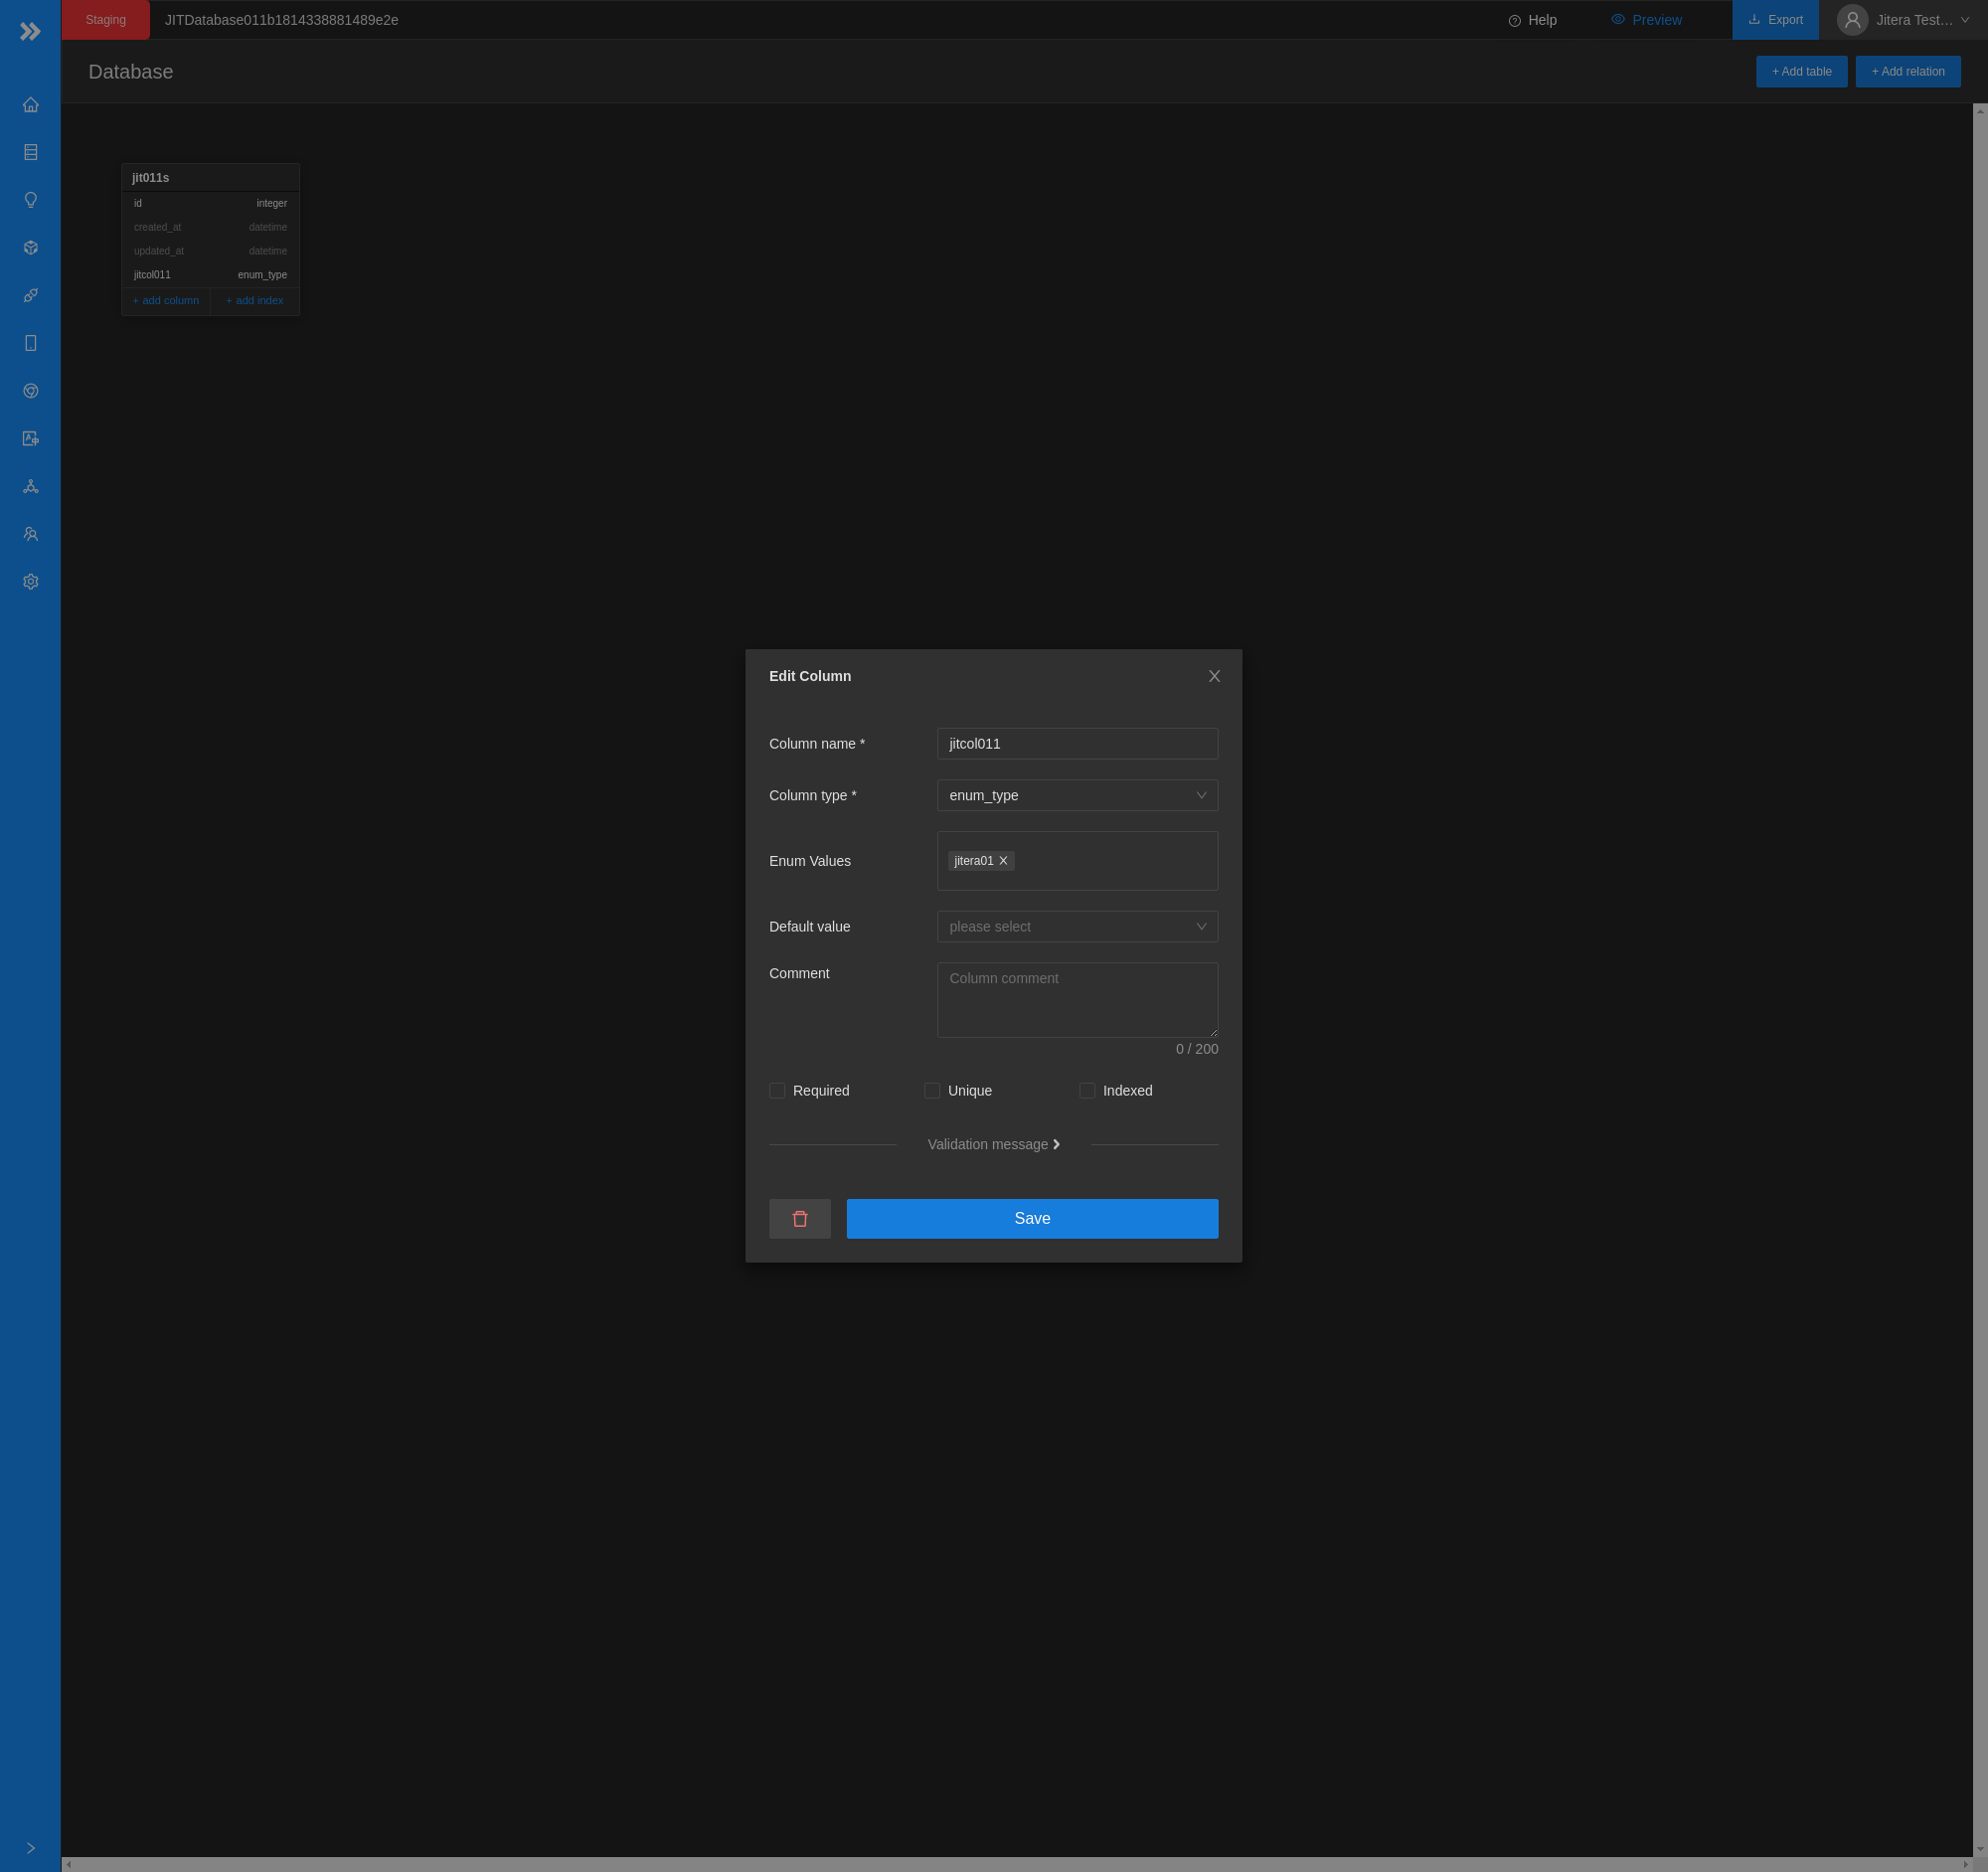 Staging JITDatabase011b1814338881489e2e Help Preview Export Jitera Test…
Database + Add table + Add relation
jit011s
id integer
created_at datetime
updated_at datetime
jitcol011 enum_type
+ add column + add index
Edit Column
Column name * jitcol011
Column type * enum_type
Enum Values jitera01
Default value please select
Comment Column comment
0 / 200
Required Unique Indexed
Validation message
Save